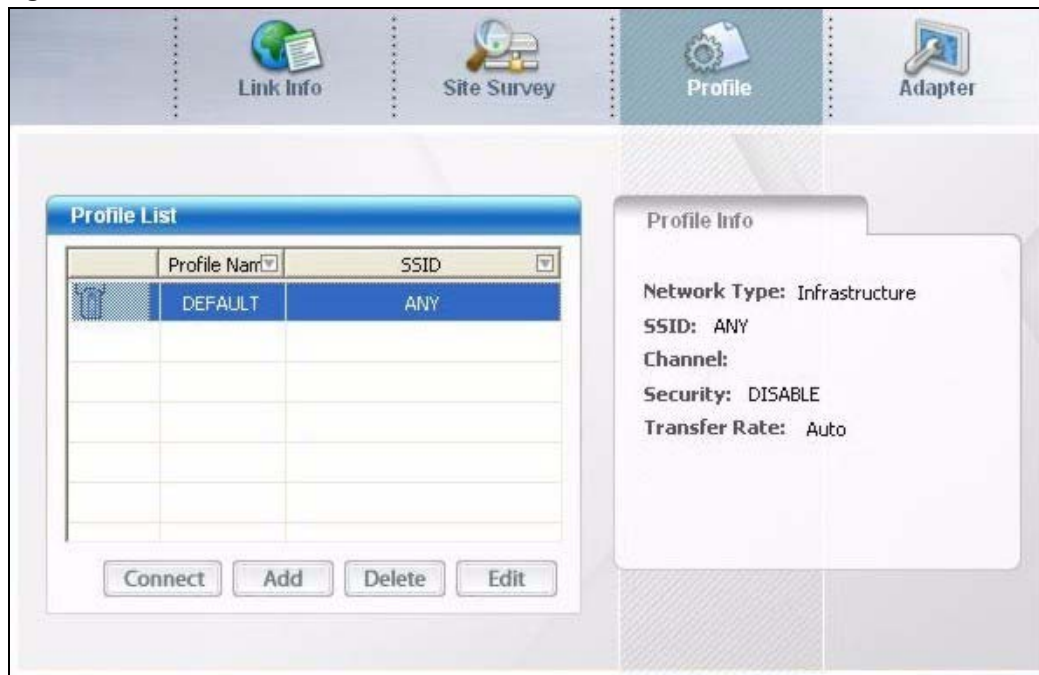 Link Info
Site Survey
Profile
Adapter
Profile List
Profile Nam
SSID
DEFAULT
ANY
Connect
Add
Delete
Edit
Profile Info
Network Type: Infrastructure
SSID: ANY
Channel:
Security: DISABLE
Transfer Rate: Auto